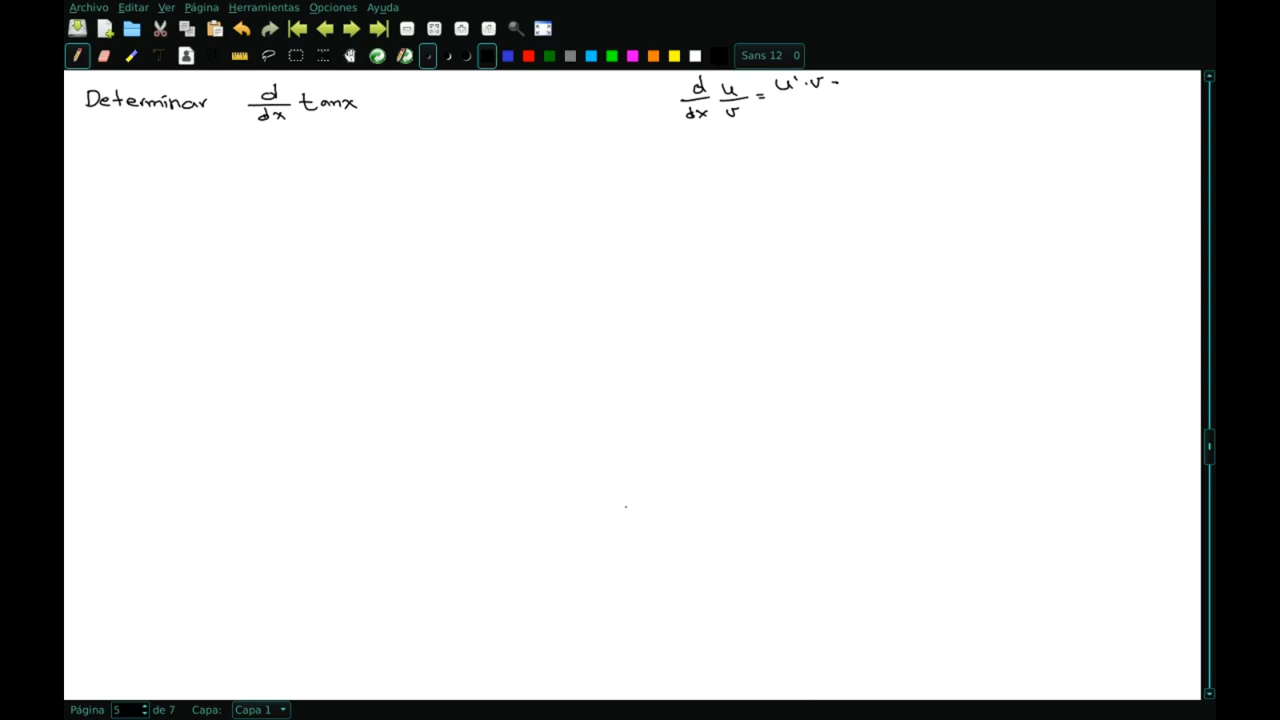 Archivo Editar Ver Página Herramientas Opciones Ayuda
Sans 12 0
Determinar d/dx tanx
d/dx u/v = u'·v -
Página 5 de 7 Capa: Capa 1